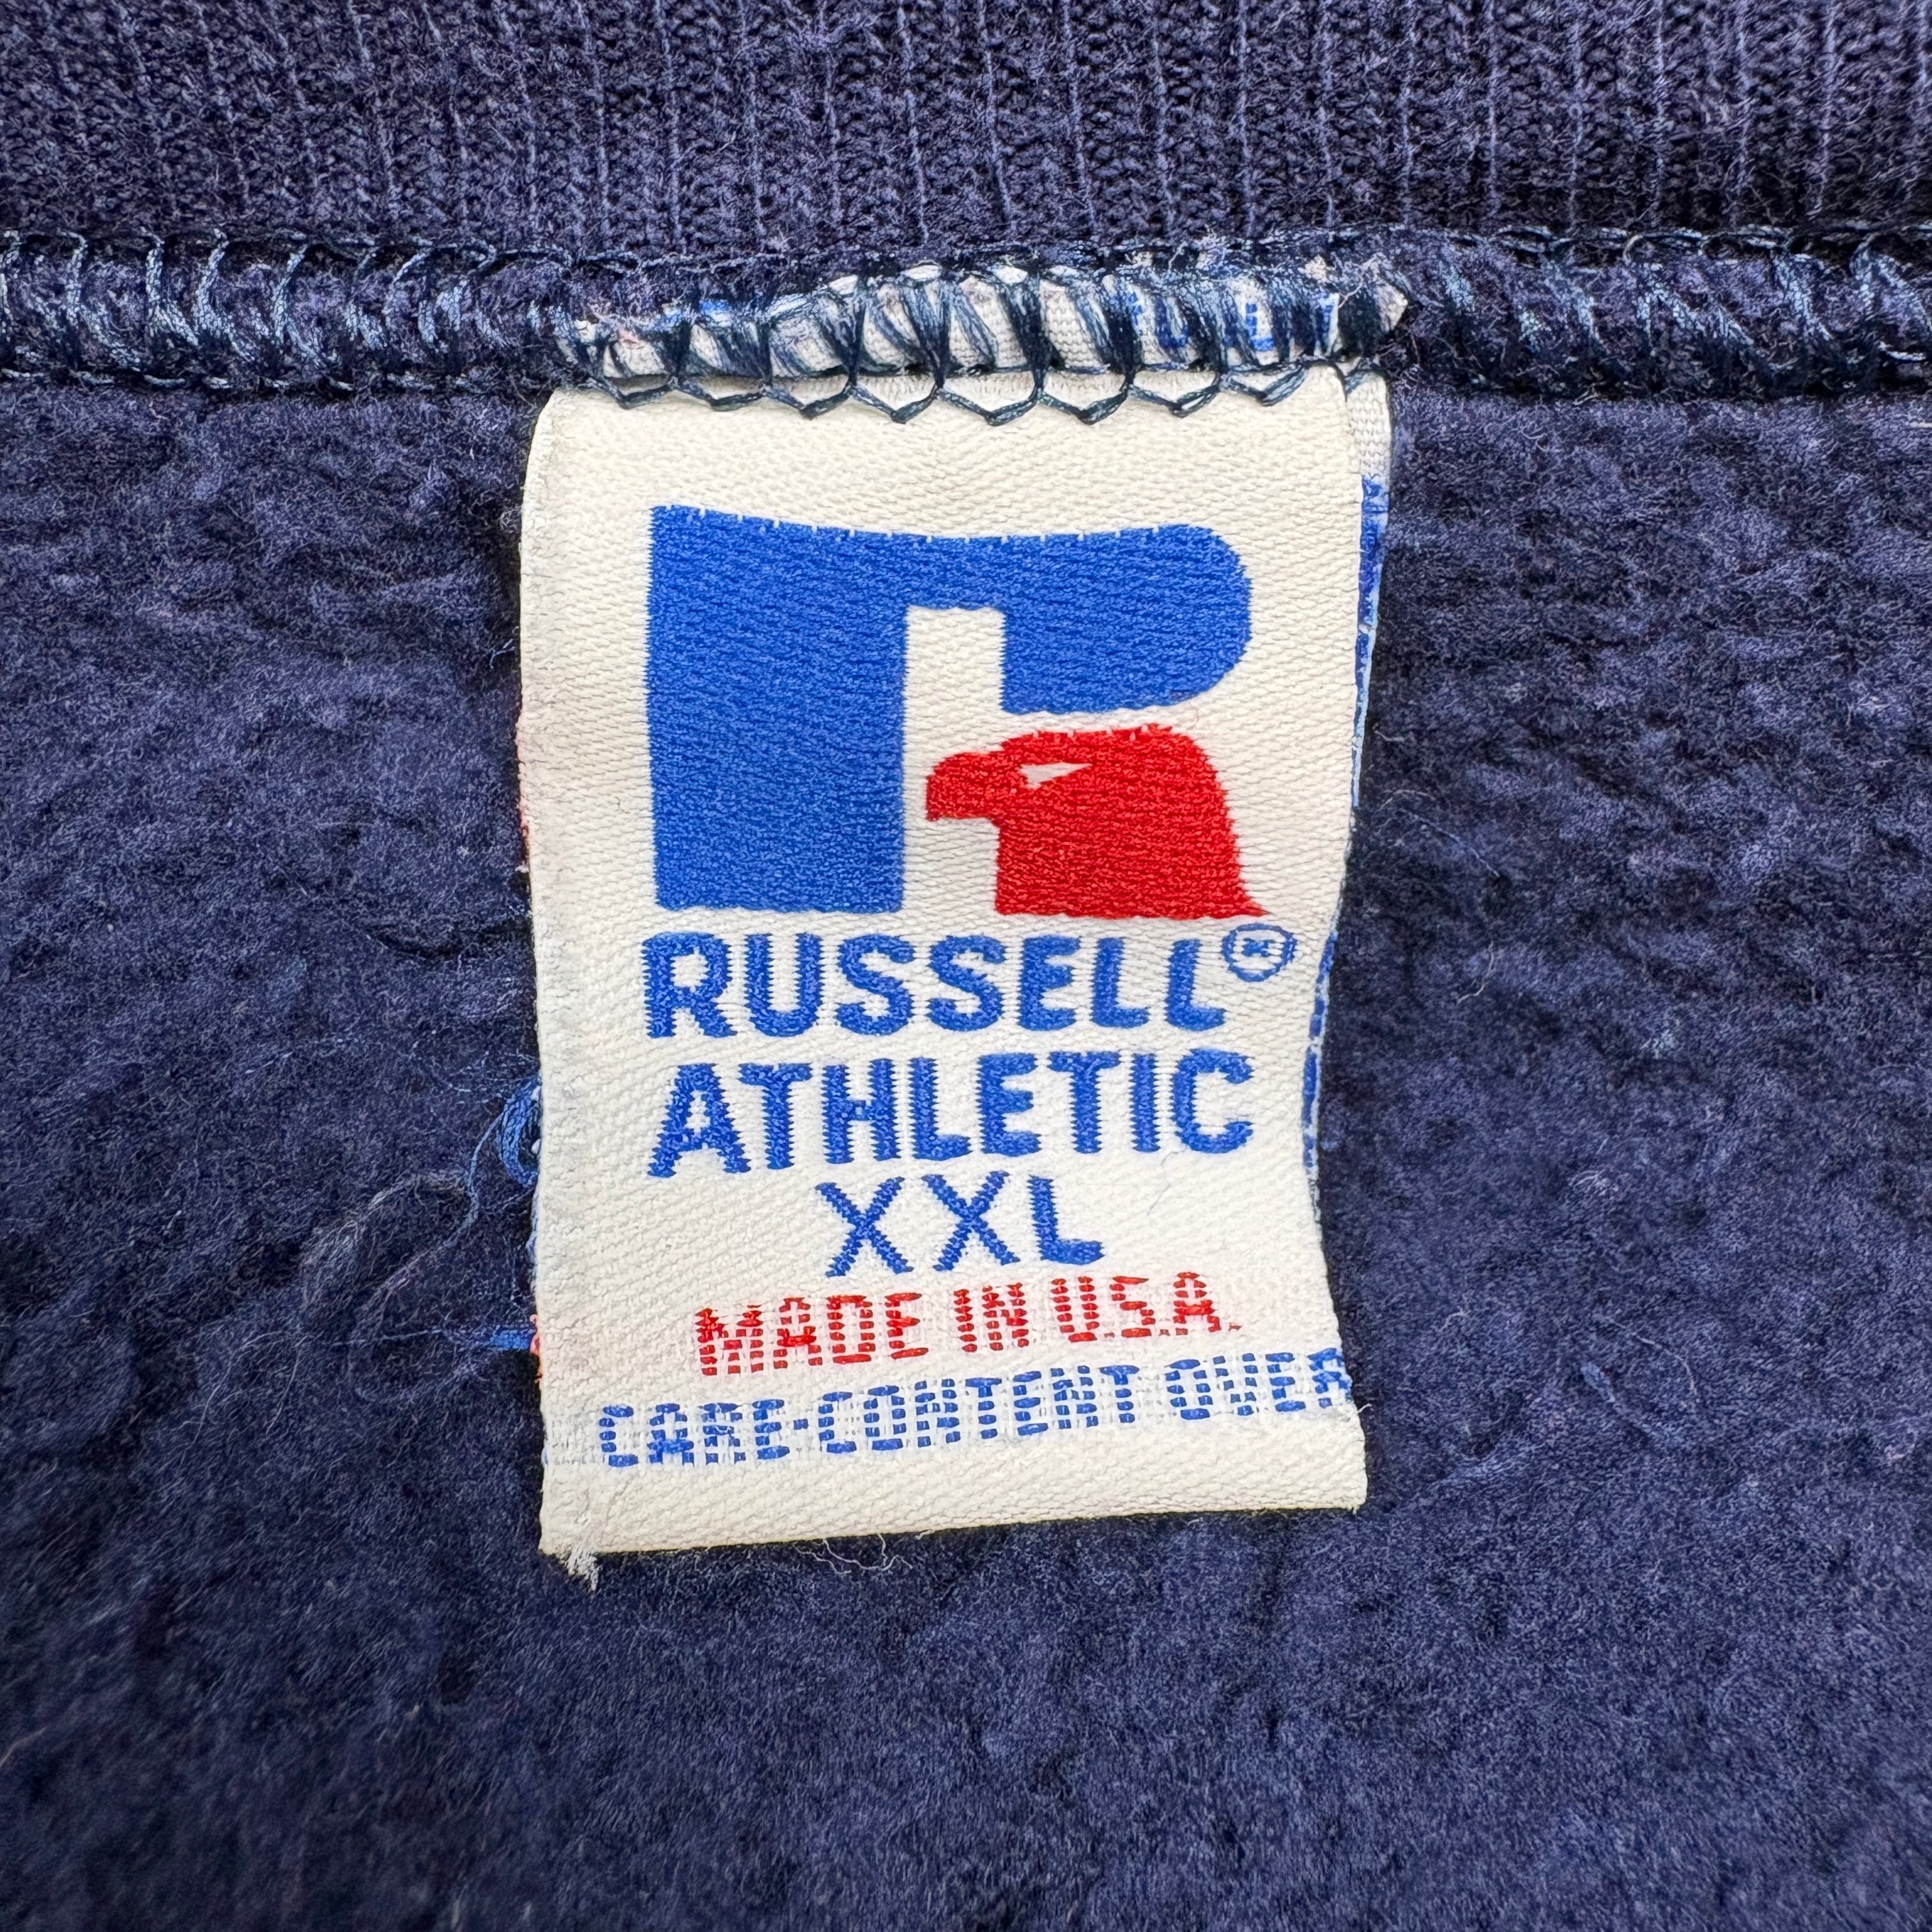 RUSSELL®
ATHLETIC
XXL
MADE IN U.S.A.
CARE-CONTENT OVER